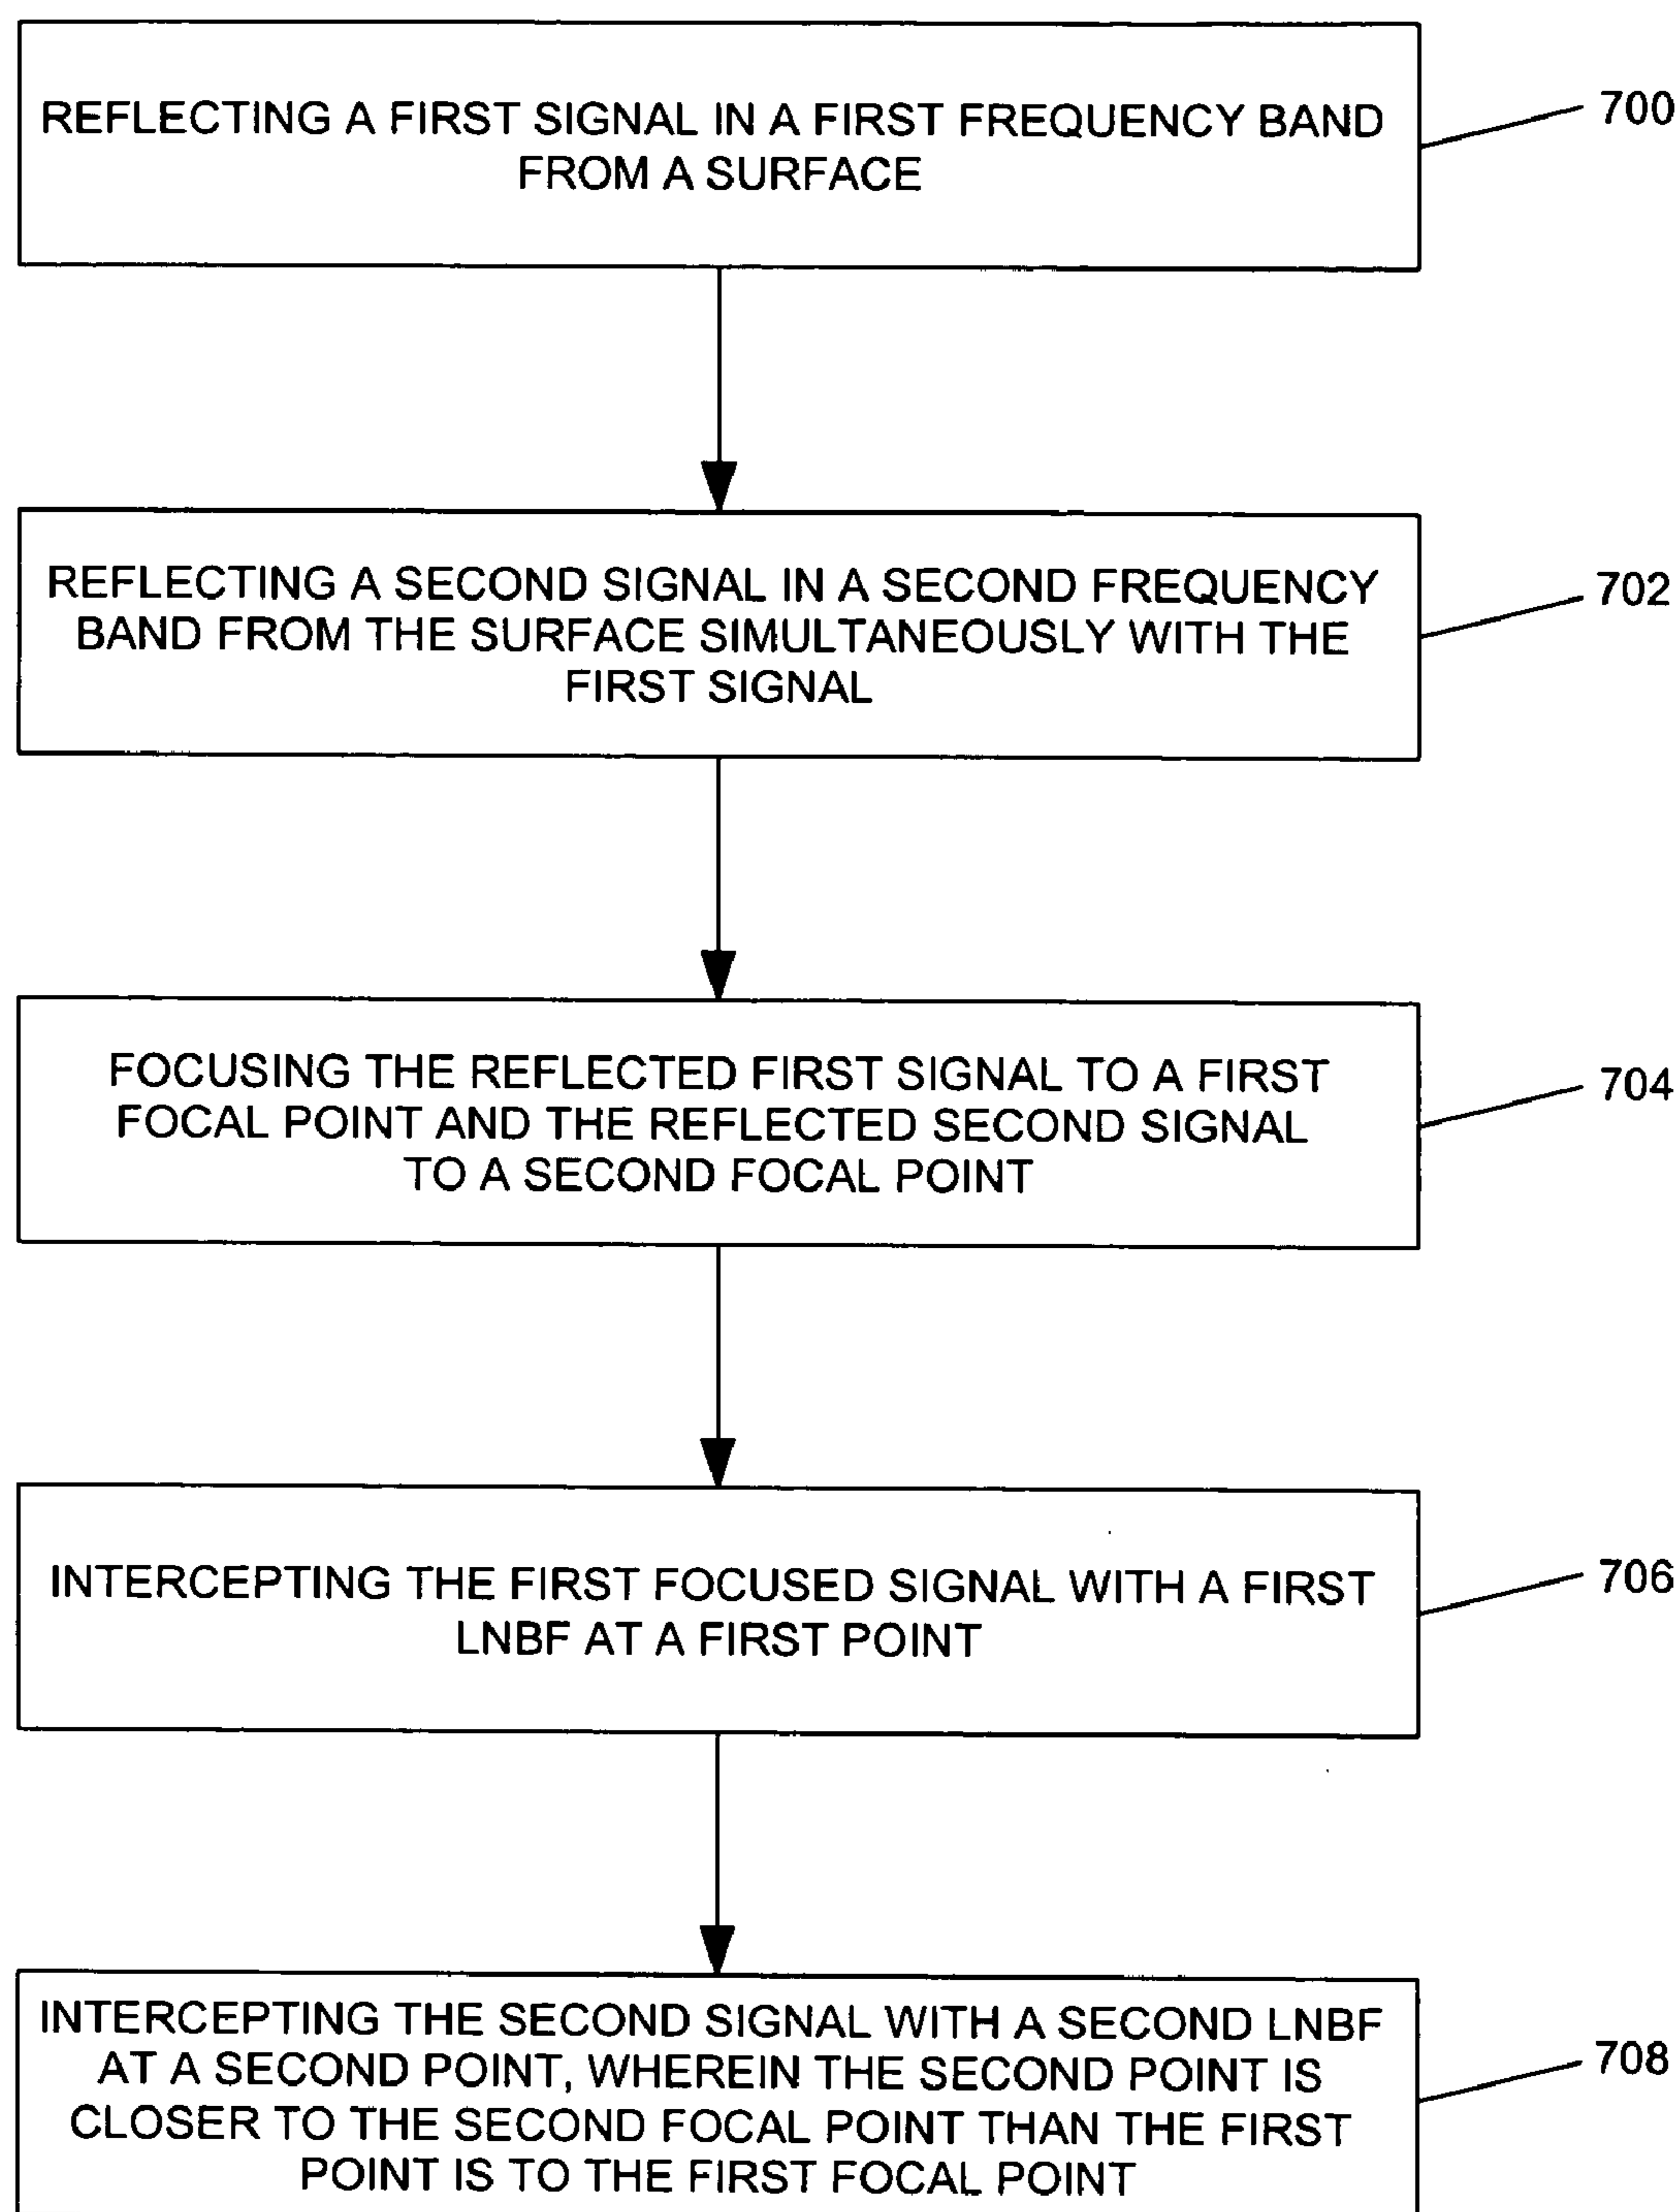 REFLECTING A FIRST SIGNAL IN A FIRST FREQUENCY BAND
FROM A SURFACE
700
REFLECTING A SECOND SIGNAL IN A SECOND FREQUENCY
BAND FROM THE SURFACE SIMULTANEOUSLY WITH THE
FIRST SIGNAL
702
FOCUSING THE REFLECTED FIRST SIGNAL TO A FIRST
FOCAL POINT AND THE REFLECTED SECOND SIGNAL
TO A SECOND FOCAL POINT
704
INTERCEPTING THE FIRST FOCUSED SIGNAL WITH A FIRST
LNBF AT A FIRST POINT
706
INTERCEPTING THE SECOND SIGNAL WITH A SECOND LNBF
AT A SECOND POINT, WHEREIN THE SECOND POINT IS
CLOSER TO THE SECOND FOCAL POINT THAN THE FIRST
POINT IS TO THE FIRST FOCAL POINT
708